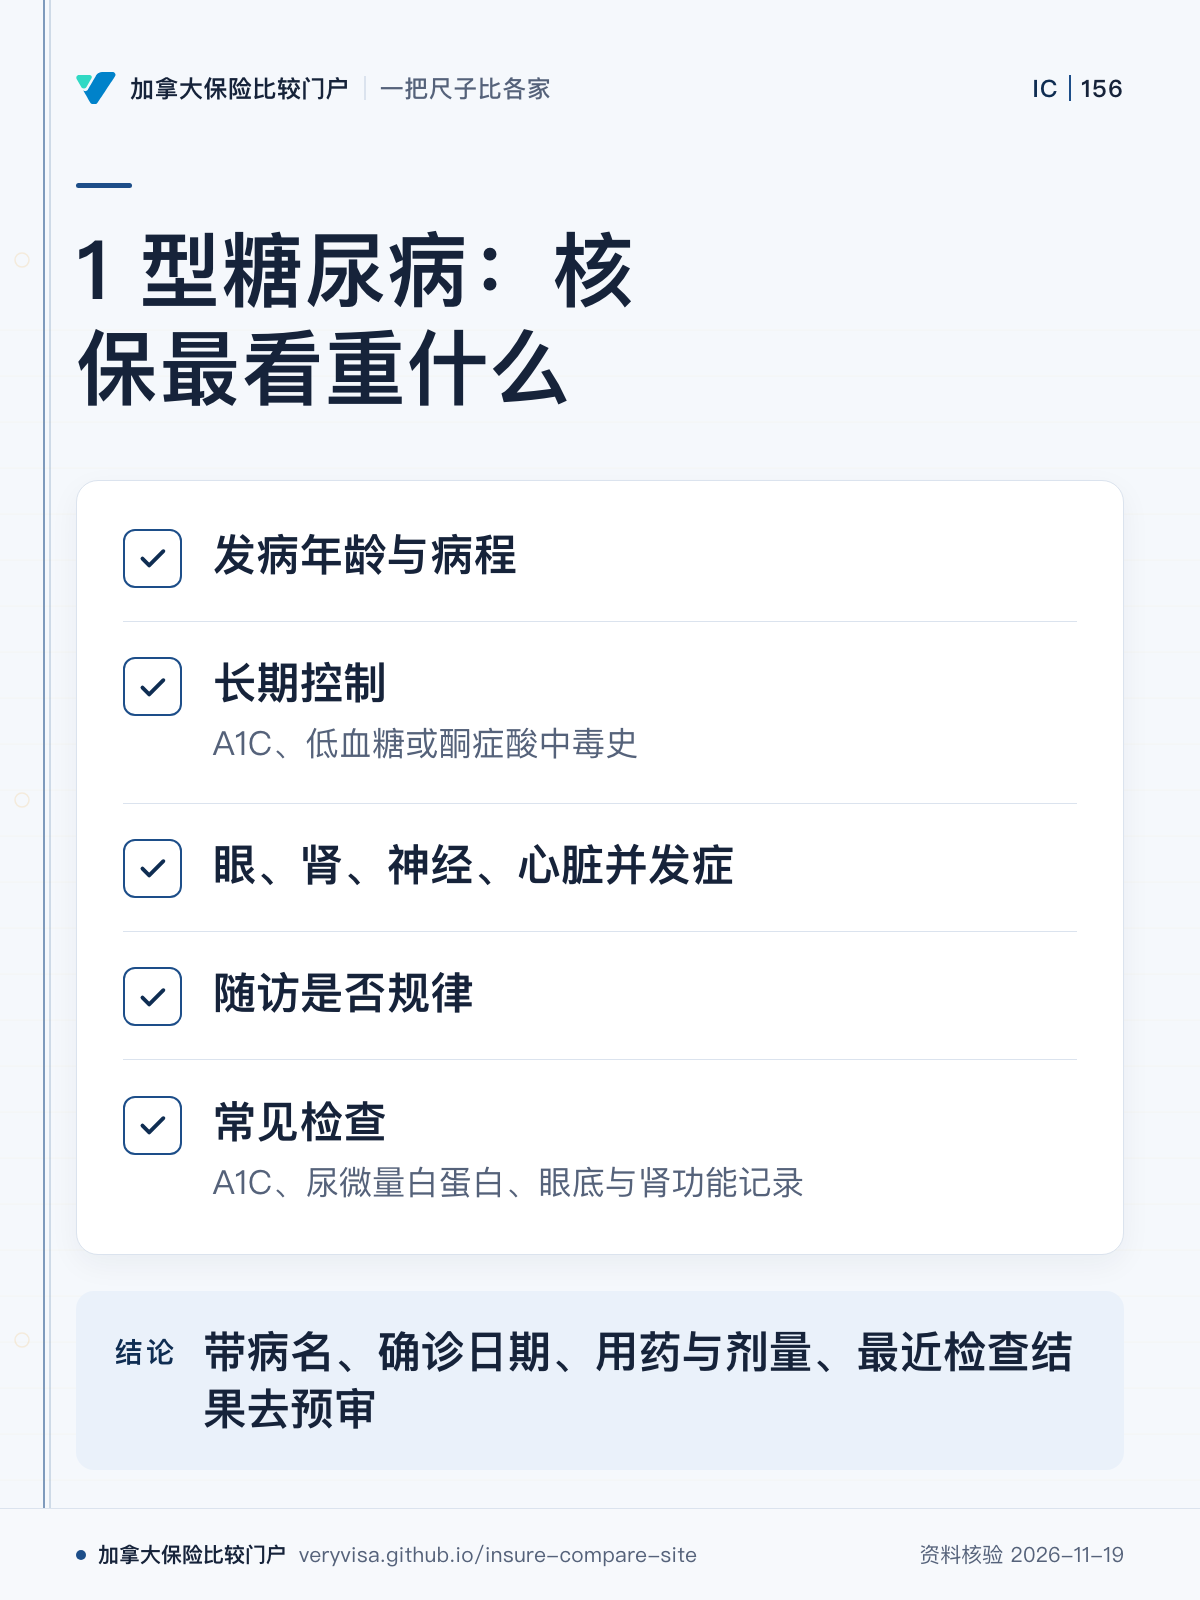 加拿大保险比较门户 一把尺子比各家 IC 156
1 型糖尿病：核
保最看重什么
发病年龄与病程
长期控制
A1C、低血糖或酮症酸中毒史
眼、肾、神经、心脏并发症
随访是否规律
常见检查
A1C、尿微量白蛋白、眼底与肾功能记录
结论 带病名、确诊日期、用药与剂量、最近检查结
果去预审
加拿大保险比较门户 veryvisa.github.io/insure-compare-site 资料核验 2026-11-19